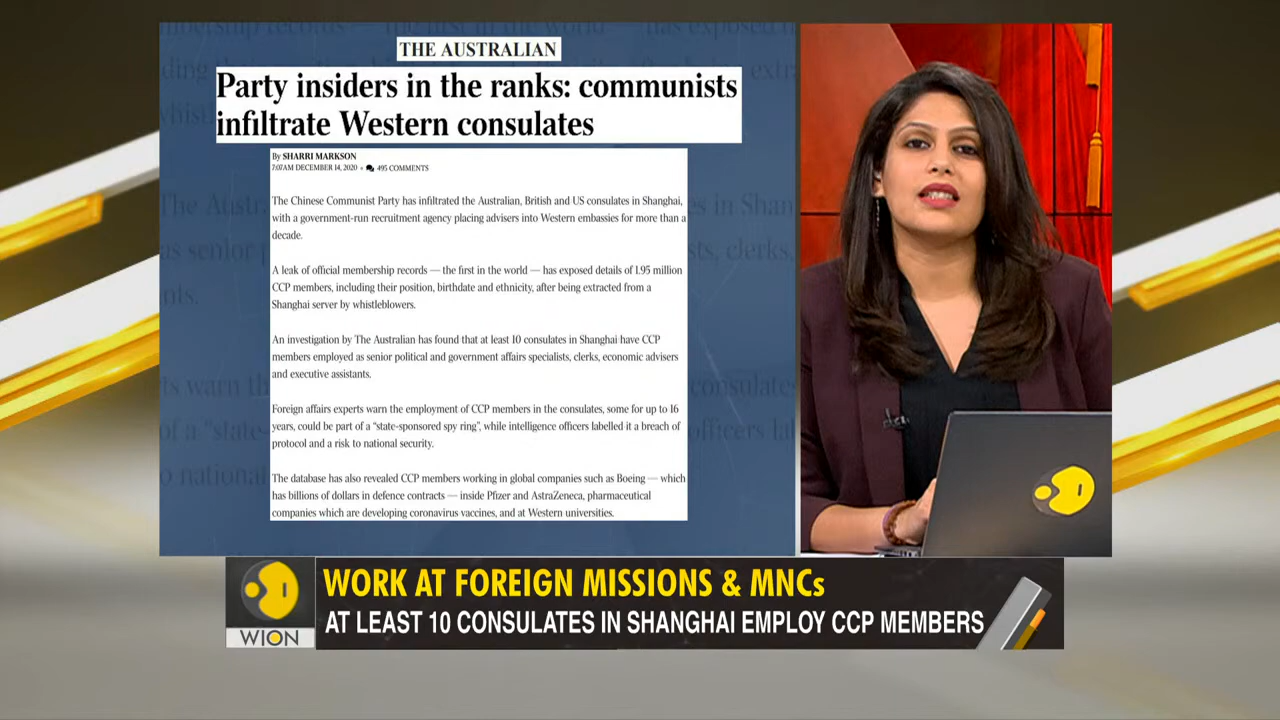 THE AUSTRALIAN
Party insiders in the ranks: communists
infiltrate Western consulates
By SHARRI MARKSON
7:07AM DECEMBER 14, 2020 • 495 COMMENTS
The Chinese Communist Party has infiltrated the Australian, British and US consulates in Shanghai,
with a government-run recruitment agency placing advisers into Western embassies for more than a
decade.
A leak of official membership records — the first in the world — has exposed details of 1.95 million
CCP members, including their position, birthdate and ethnicity, after being extracted from a
Shanghai server by whistleblowers.
An investigation by The Australian has found that at least 10 consulates in Shanghai have CCP
members employed as senior political and government affairs specialists, clerks, economic advisers
and executive assistants.
Foreign affairs experts warn the employment of CCP members in the consulates, some for up to 16
years, could be part of a “state-sponsored spy ring”, while intelligence officers labelled it a breach of
protocol and a risk to national security.
The database has also revealed CCP members working in global companies such as Boeing — which
has billions of dollars in defence contracts — inside Pfizer and AstraZeneca, pharmaceutical
companies which are developing coronavirus vaccines, and at Western universities.
WORK AT FOREIGN MISSIONS & MNCs
AT LEAST 10 CONSULATES IN SHANGHAI EMPLOY CCP MEMBERS
WION